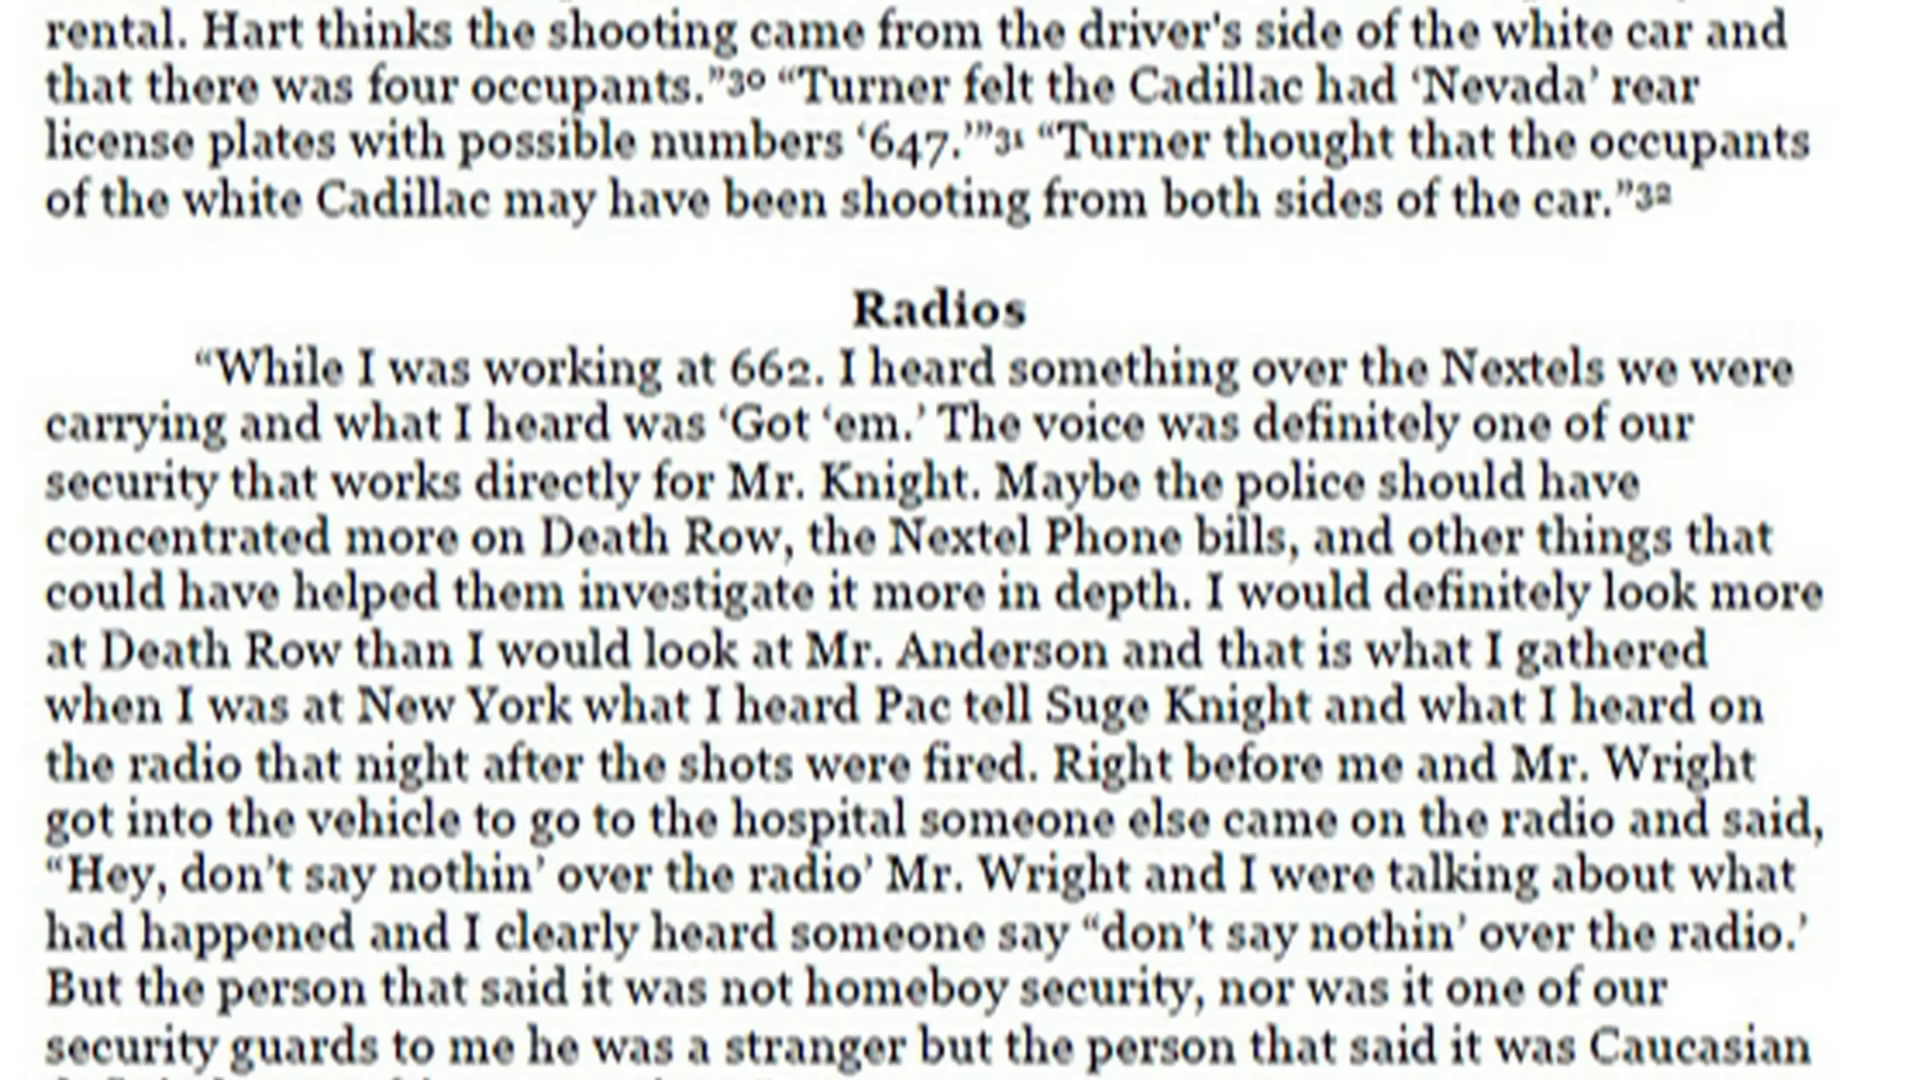 rental. Hart thinks the shooting came from the driver's side of the white car and
that there was four occupants.”30 “Turner felt the Cadillac had ‘Nevada’ rear
license plates with possible numbers ‘647.’”31 “Turner thought that the occupants
of the white Cadillac may have been shooting from both sides of the car.”32
Radios
“While I was working at 662. I heard something over the Nextels we were
carrying and what I heard was ‘Got ‘em.’ The voice was definitely one of our
security that works directly for Mr. Knight. Maybe the police should have
concentrated more on Death Row, the Nextel Phone bills, and other things that
could have helped them investigate it more in depth. I would definitely look more
at Death Row than I would look at Mr. Anderson and that is what I gathered
when I was at New York what I heard Pac tell Suge Knight and what I heard on
the radio that night after the shots were fired. Right before me and Mr. Wright
got into the vehicle to go to the hospital someone else came on the radio and said,
“Hey, don’t say nothin’ over the radio’ Mr. Wright and I were talking about what
had happened and I clearly heard someone say “don’t say nothin’ over the radio.’
But the person that said it was not homeboy security, nor was it one of our
security guards to me he was a stranger but the person that said it was Caucasian